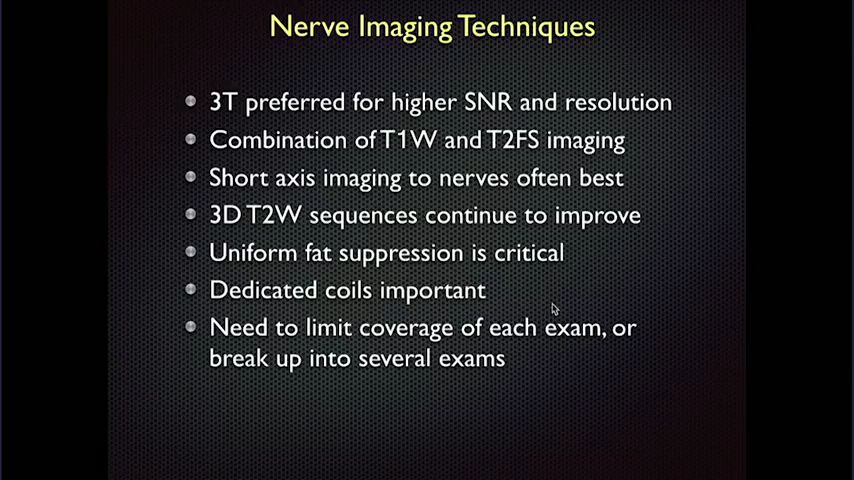 Nerve Imaging Techniques
3T preferred for higher SNR and resolution
Combination of T1W and T2FS imaging
Short axis imaging to nerves often best
3D T2W sequences continue to improve
Uniform fat suppression is critical
Dedicated coils important
Need to limit coverage of each exam, or
break up into several exams